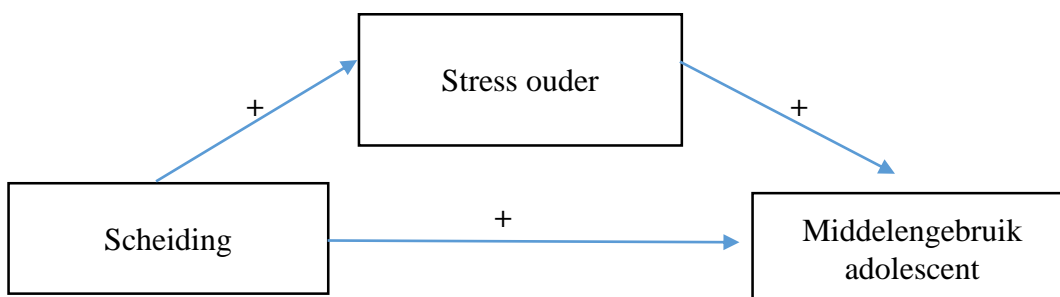 Stress ouder
+
+
Scheiding
+
Middelengebruik
adolescent